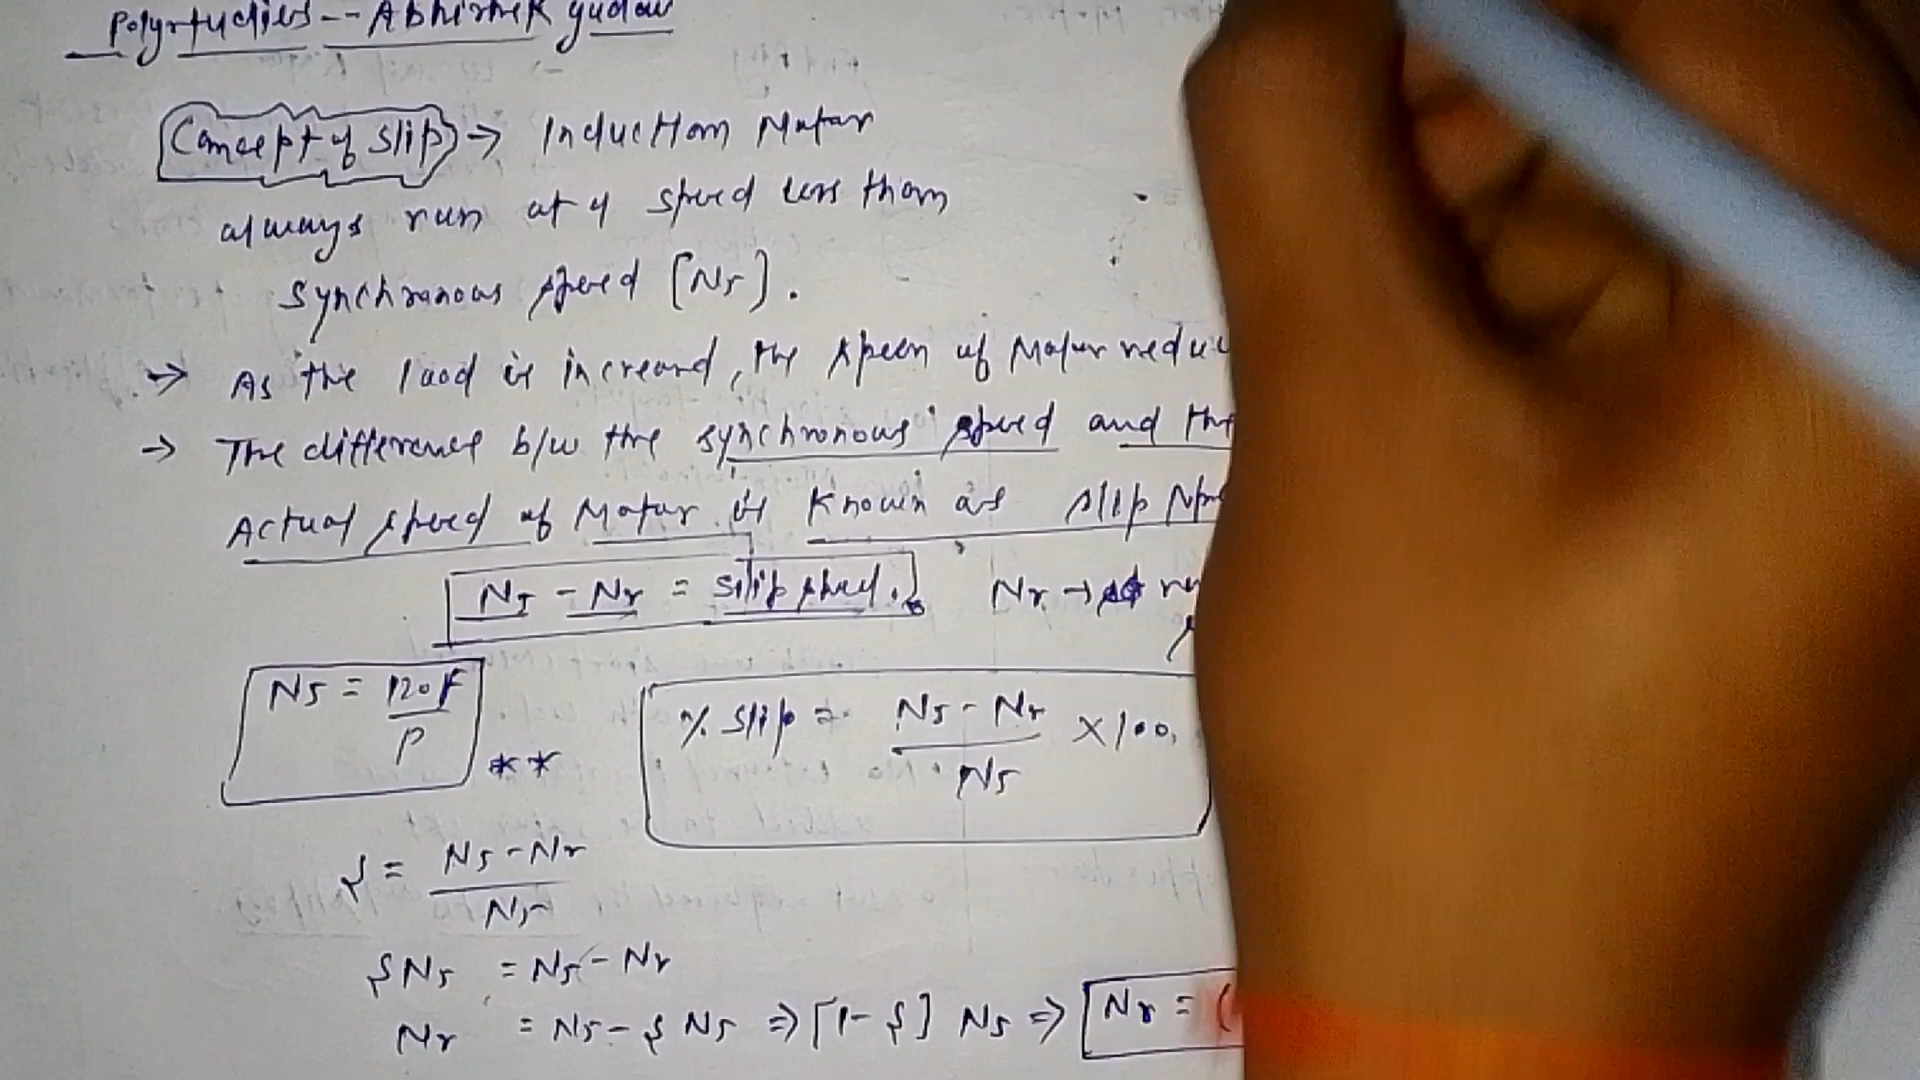 Polystudies -- Abhishek yadav
Concept of Slip → Induction Motor
always run at a speed less than
synchronous speed [Ns].
→ As the load is increased, the speed of Motor reduc
→ The difference b/w the synchronous speed and the
Actual speed of Motor is known as slip spe
Ns - Nr = slip speed. Nr →
Ns = 120f/P
** % Slip = (Ns - Nr)/Ns × 100.
s = (Ns - Nr)/Ns
sNs = Ns - Nr
Nr = Ns - s Ns ⇒ [1 - s] Ns ⇒ Nr = (